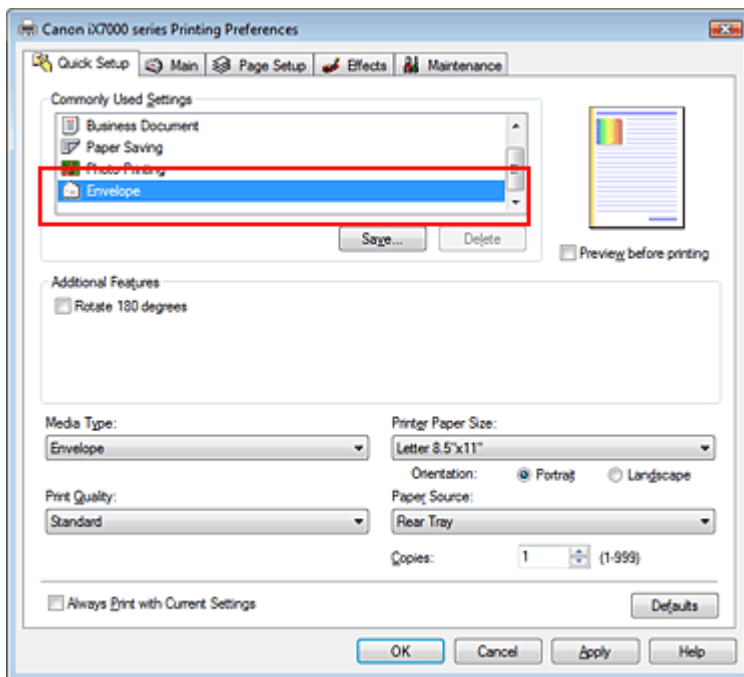 Canon iX7000 series Printing Preferences
Quick Setup Main Page Setup Effects Maintenance
Commonly Used Settings
Business Document
Paper Saving
Photo Printing
Envelope
Save... Delete
Preview before printing
Additional Features
Rotate 180 degrees
Media Type: Printer Paper Size:
Envelope Letter 8.5"x11"
Orientation: Portrait Landscape
Print Quality: Paper Source:
Standard Rear Tray
Copies: 1 (1-999)
Always Print with Current Settings Defaults
OK Cancel Apply Help